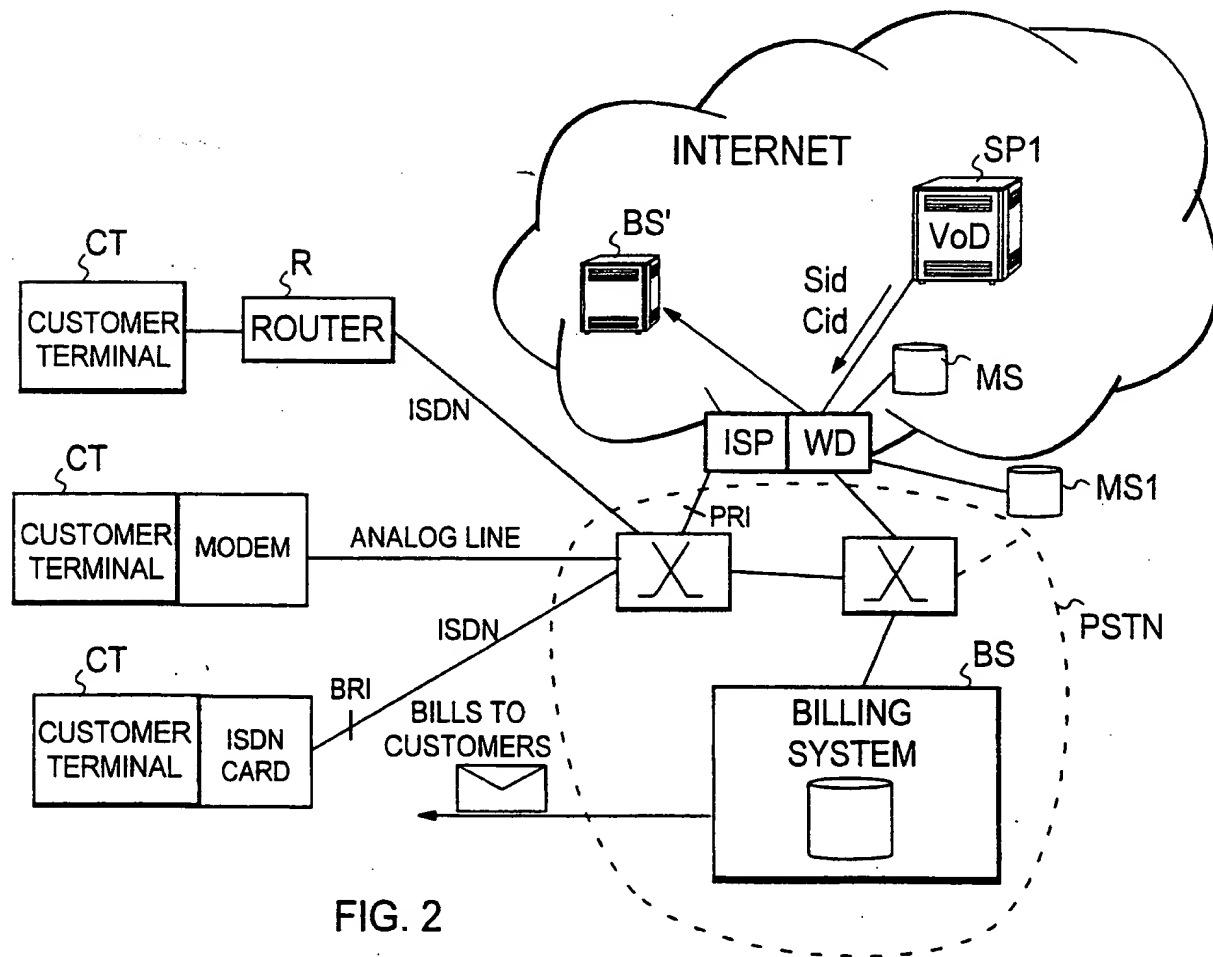 INTERNET
SP1
VoD
BS'
Sid
Cid
MS
ISP
WD
MS1
CT
CUSTOMER
TERMINAL
R
ROUTER
ISDN
CT
CUSTOMER
TERMINAL
MODEM
ANALOG LINE
PRI
PSTN
CT
CUSTOMER
TERMINAL
ISDN
CARD
BRI
ISDN
BILLS TO
CUSTOMERS
BS
BILLING
SYSTEM
FIG. 2